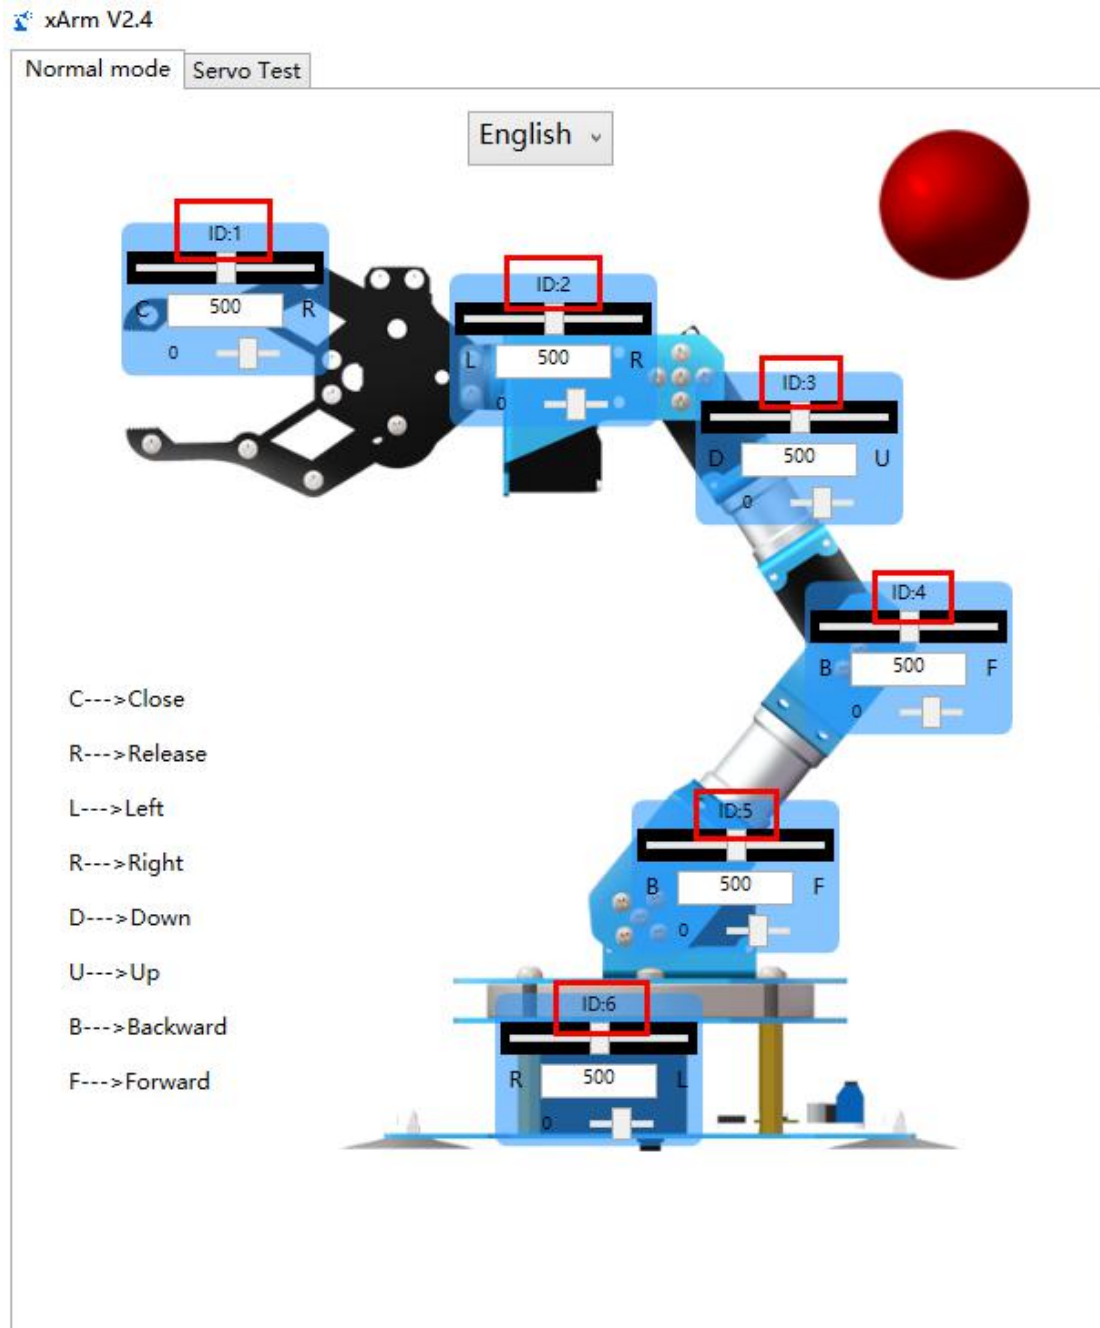 xArm V2.4
Normal mode Servo Test
English
ID:1
C 500 R
0
ID:2
L 500 R
0
ID:3
D 500 U
0
ID:4
B 500 F
0
C--->Close
R--->Release
L--->Left
R--->Right
D--->Down
U--->Up
B--->Backward
F--->Forward
ID:5
B 500 F
0
ID:6
R 500 L
0